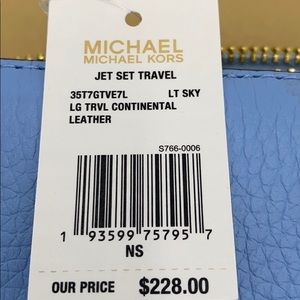 MICHAEL
MICHAEL KORS
JET SET TRAVEL
35T7GTVE7L LT SKY
LG TRVL CONTINENTAL
LEATHER
S766-0006
1 93599 75795 7
NS
OUR PRICE $228.00